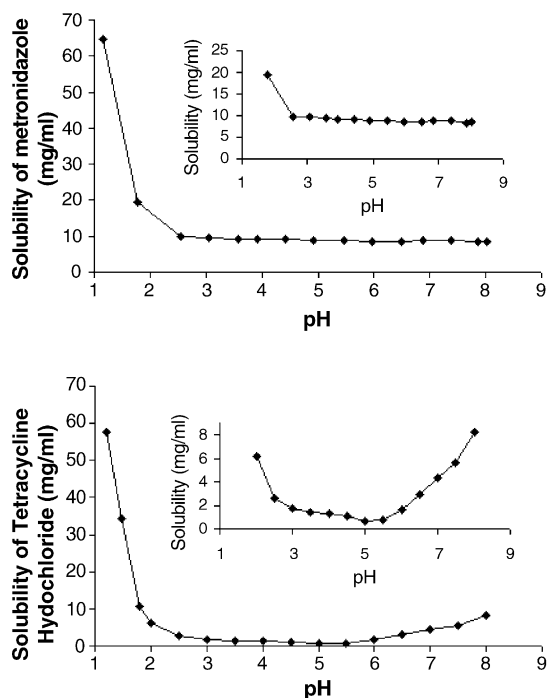 Solubility of metronidazole
(mg/ml)
70
60
50
40
30
20
10
0
1 2 3 4 5 6 7 8 9
pH
Solubility (mg/ml)
25
20
15
10
5
0
1 3 5 7 9
pH
Solubility of Tetracycline
Hydochloride (mg/ml)
70
60
50
40
30
20
10
0
1 2 3 4 5 6 7 8 9
pH
Solubility (mg/ml)
8
6
4
2
0
1 3 5 7 9
pH